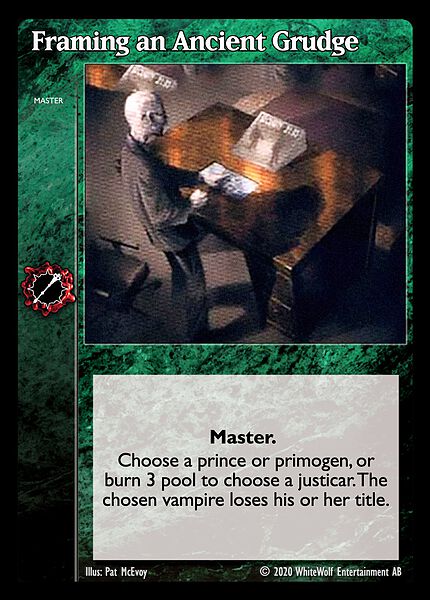 Framing an Ancient Grudge
MASTER
Master.
Choose a prince or primogen, or
burn 3 pool to choose a justicar. The
chosen vampire loses his or her title.
Illus: Pat McEvoy
© 2020 WhiteWolf Entertainment AB